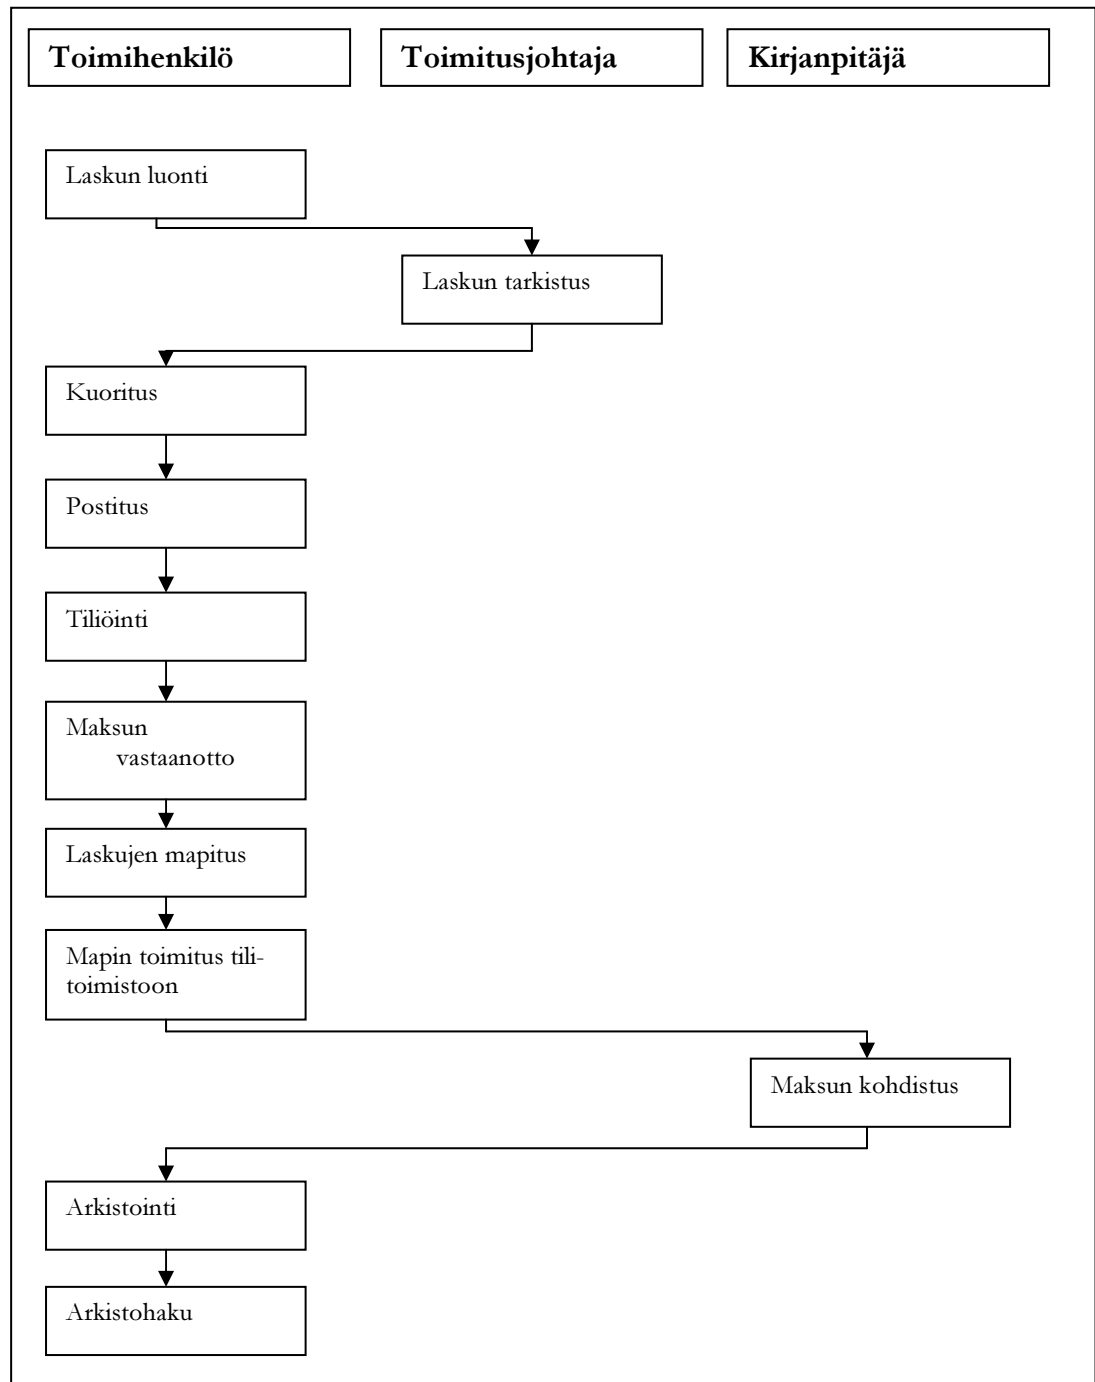 Toimihenkilö
Toimitusjohtaja
Kirjanpitäjä
Laskun luonti
Laskun tarkistus
Kuoritus
Postitus
Tiliöinti
Maksun
vastaanotto
Laskujen mapitus
Mapin toimitus tili-
toimistoon
Maksun kohdistus
Arkistointi
Arkistohaku